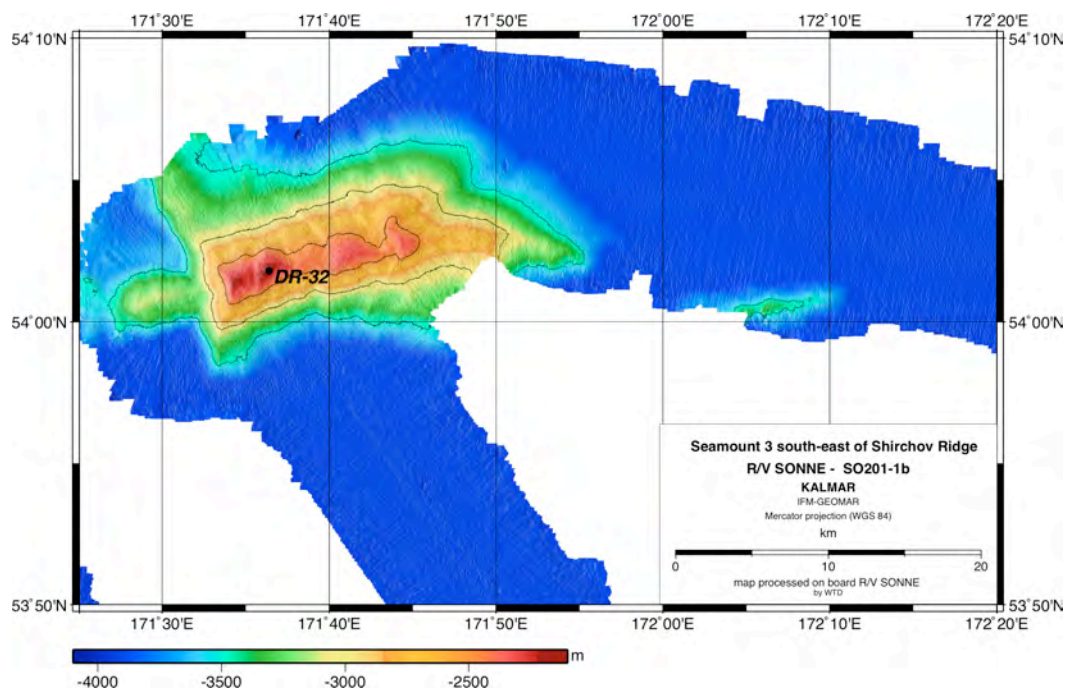 171°30'E 171°40'E 171°50'E 172°00'E 172°10'E 172°20'E
54°10'N 54°10'N
DR-32
54°00'N 54°00'N
Seamount 3 south-east of Shirchov Ridge
R/V SONNE - SO201-1b
KALMAR
IFM-GEOMAR
Mercator projection (WGS 84)
km
0 10 20
map processed on board R/V SONNE
by WTD
53°50'N 53°50'N
171°30'E 171°40'E 171°50'E 172°00'E 172°10'E 172°20'E
m
-4000 -3500 -3000 -2500